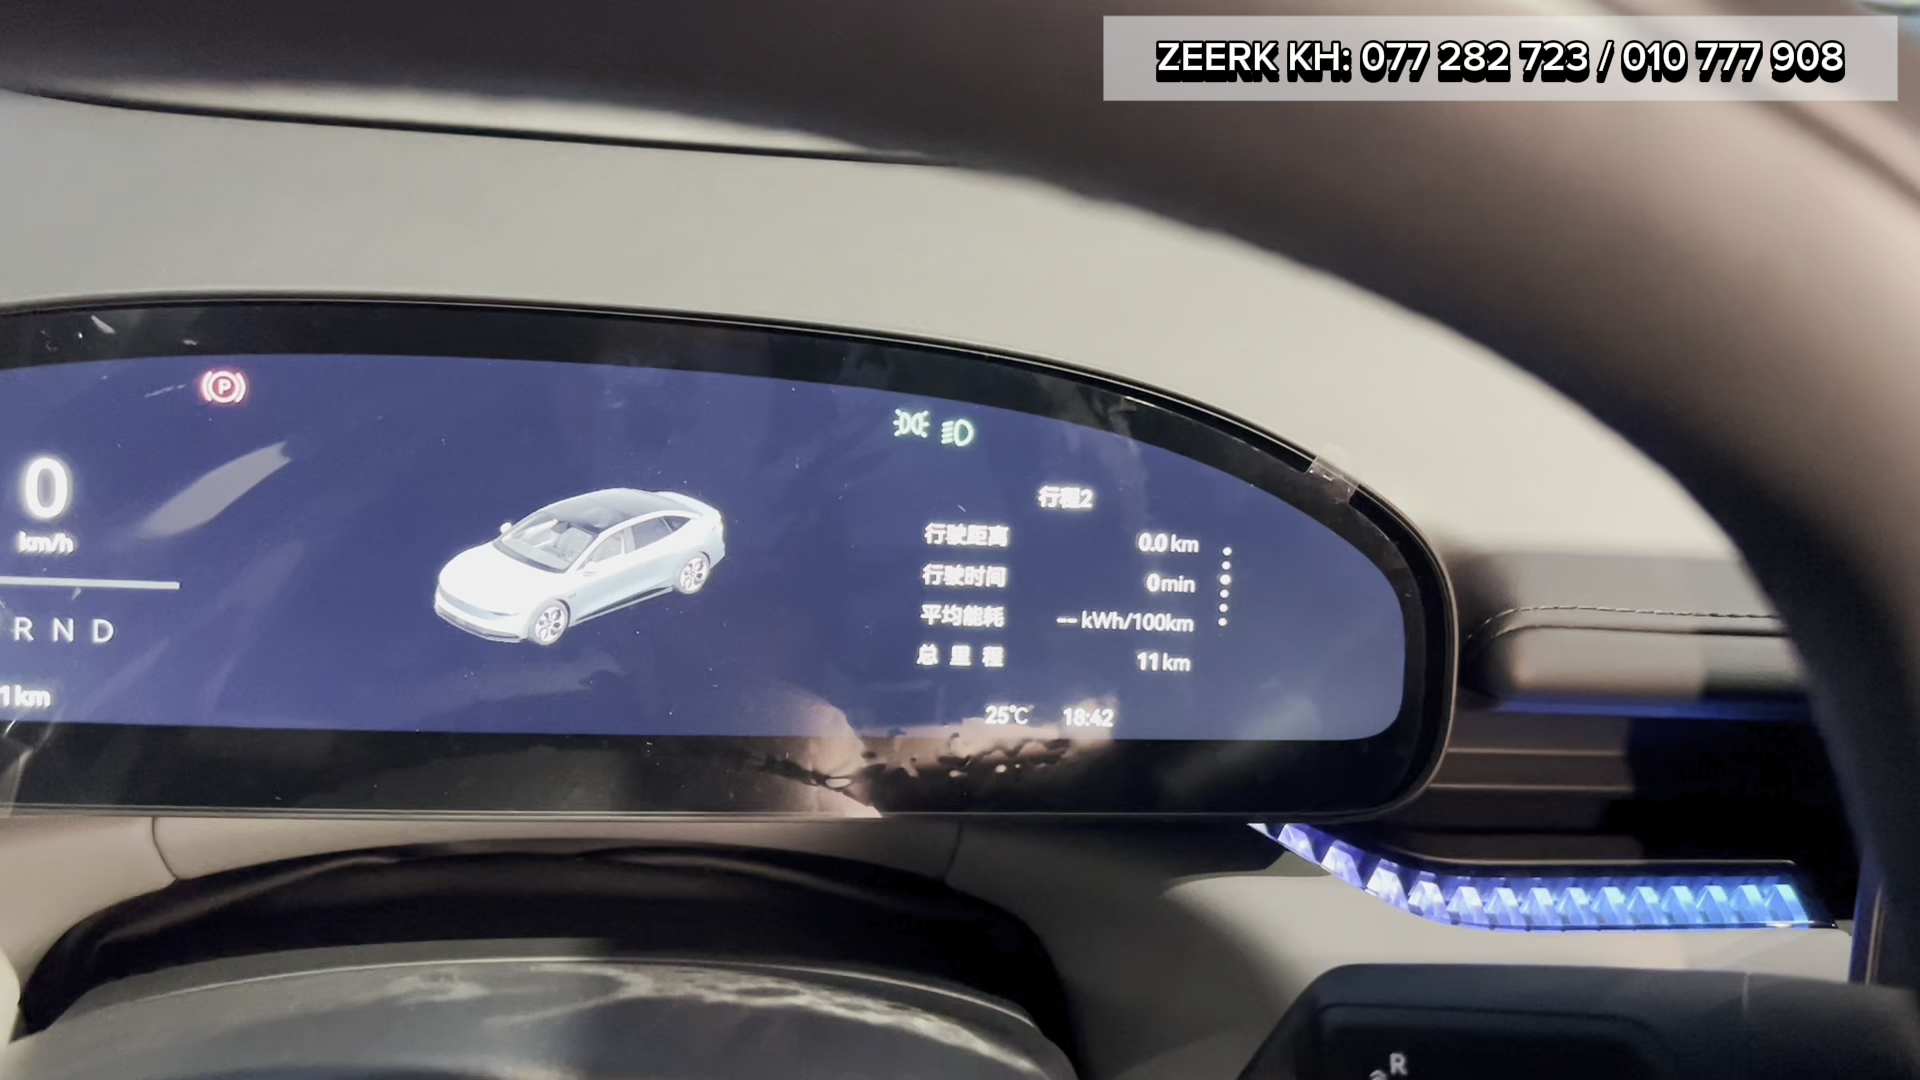 ZEERK KH: 077 282 723 / 010 777 908
P
0
km/h
R N D
1 km
行程2
行驶距离 0.0 km
行驶时间 0 min
平均能耗 -- kWh/100km
总里程 11 km
25℃ 18:42
R